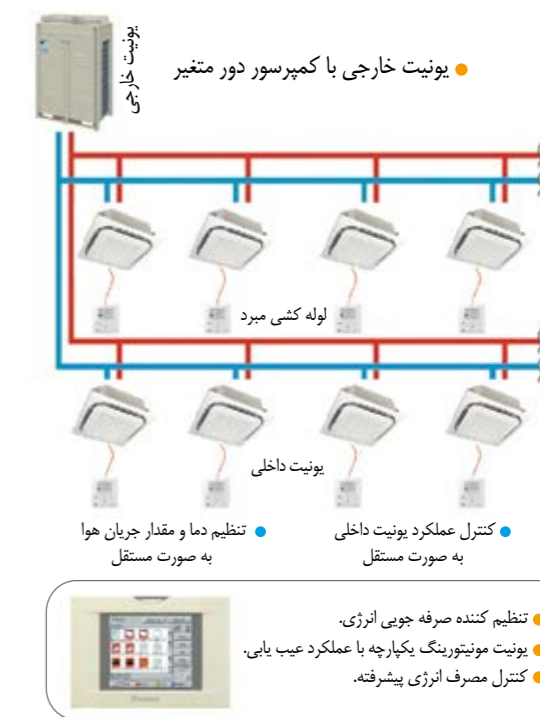 یونیت خارجی
یونیت خارجی با کمپرسور دور متغیر
لوله کشی مبرد
یونیت داخلی
کنترل عملکرد یونیت داخلی
به صورت مستقل
تنظیم دما و مقدار جریان هوا
به صورت مستقل
تنظیم کننده صرفه جویی انرژی.
یونیت مونیتورینگ یکپارچه با عملکرد عیب یابی.
کنترل مصرف انرژی پیشرفته.